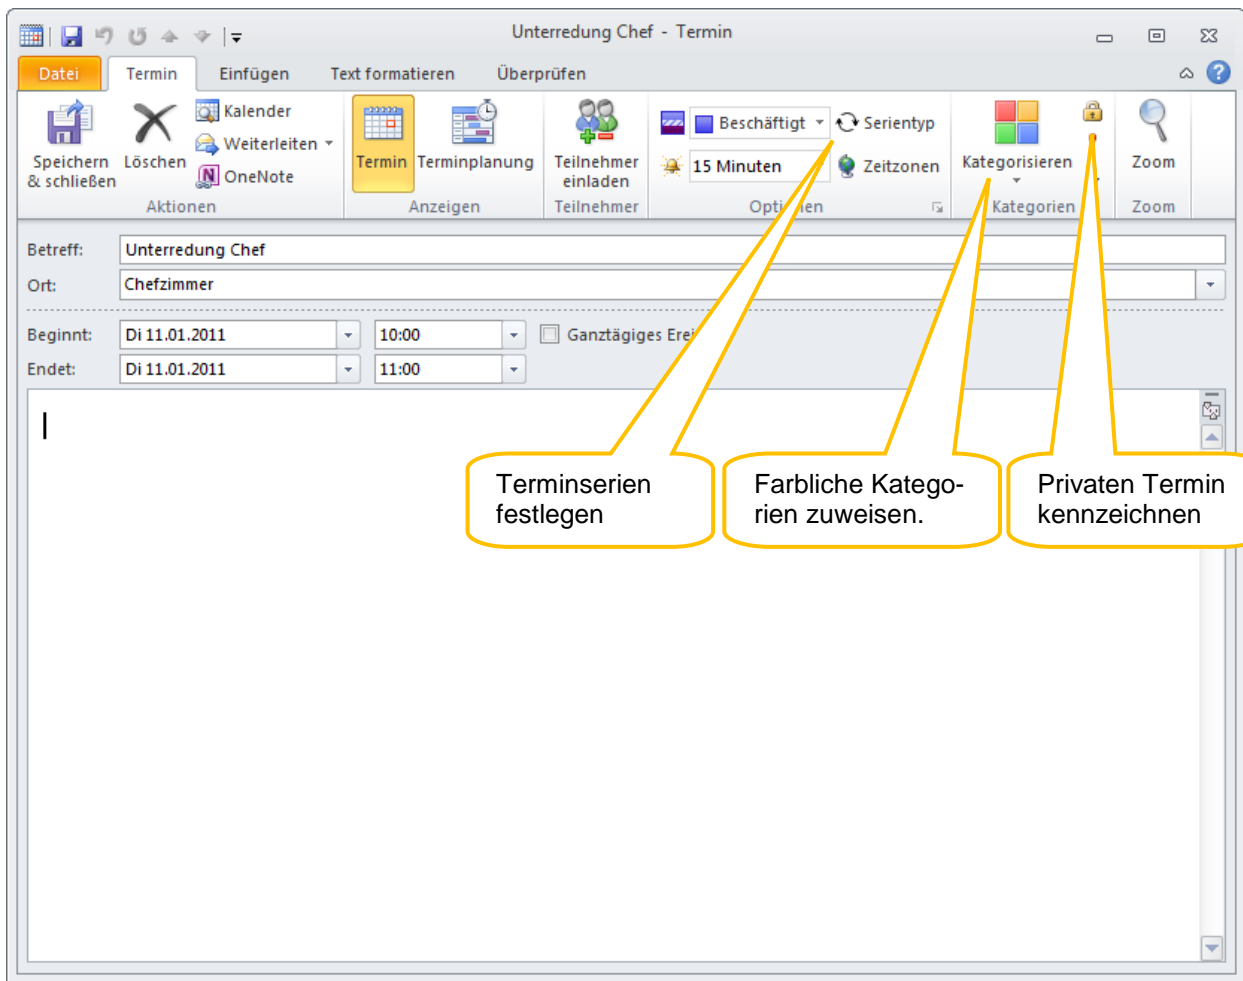 Unterredung Chef - Termin
Datei Termin Einfügen Text formatieren Überprüfen
Speichern & schließen
Löschen
Kalender
Weiterleiten
OneNote
Aktionen
Termin
Terminplanung
Anzeigen
Teilnehmer einladen
Teilnehmer
Beschäftigt
15 Minuten
Serientyp
Zeitzonen
Kategorisieren
Kategorien
Zoom
Zoom
Betreff: Unterredung Chef
Ort: Chefzimmer
Beginnt: Di 11.01.2011 10:00 Ganztägiges
Endet: Di 11.01.2011 11:00
Terminserien
festlegen
Farbliche Katego-
rien zuweisen.
Privaten Termin
kennzeichnen